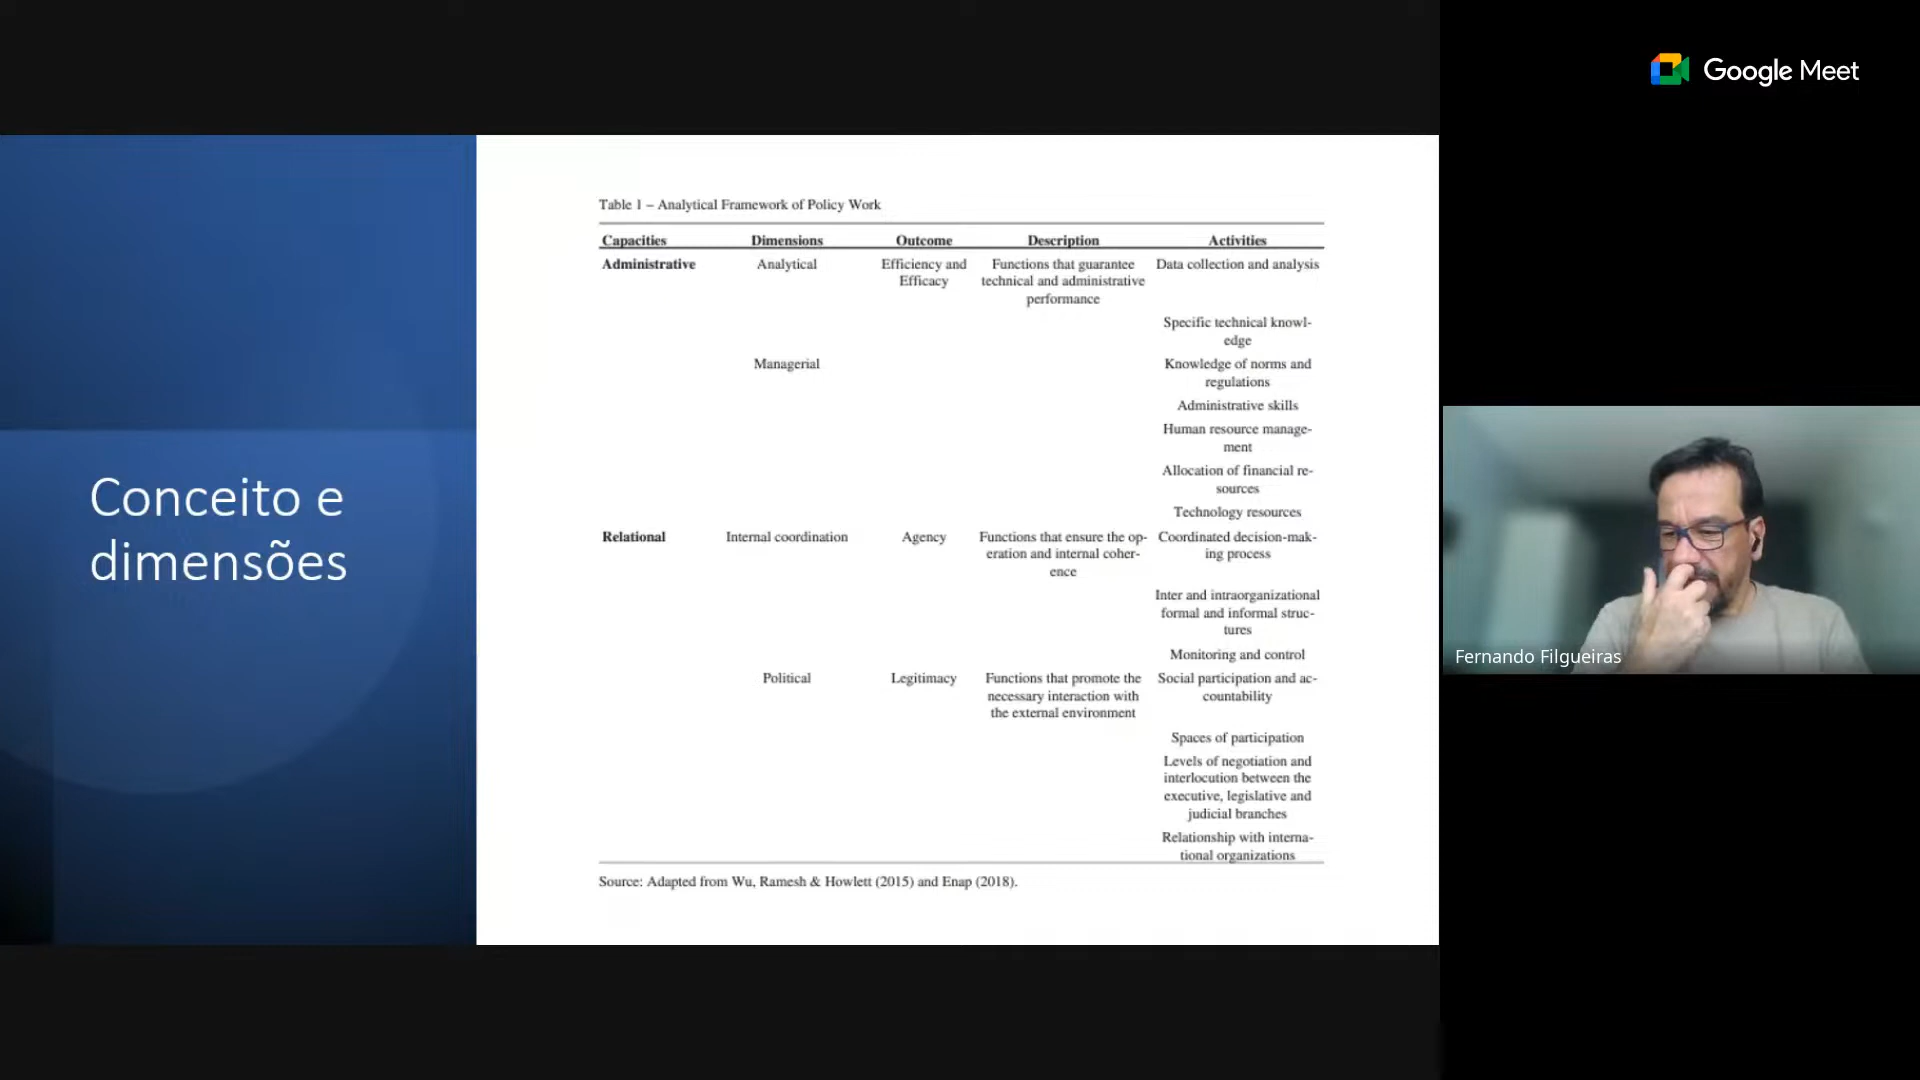 Google Meet
Conceito e
dimensões
Table 1 – Analytical Framework of Policy Work
Capacities Dimensions Outcome Description Activities
Administrative Analytical Efficiency and Functions that guarantee Data collection and analysis
Efficacy technical and administrative
performance
Specific technical knowl-
edge
Managerial Knowledge of norms and
regulations
Administrative skills
Human resource manage-
ment
Allocation of financial re-
sources
Technology resources
Relational Internal coordination Agency Functions that ensure the op- Coordinated decision-mak-
eration and internal coher- ing process
ence
Inter and intraorganizational
formal and informal struc-
tures
Monitoring and control
Political Legitimacy Functions that promote the Social participation and ac-
necessary interaction with countability
the external environment
Spaces of participation
Levels of negotiation and
interlocution between the
executive, legislative and
judicial branches
Relationship with interna-
tional organizations
Source: Adapted from Wu, Ramesh & Howlett (2015) and Enap (2018).
Fernando Filgueiras